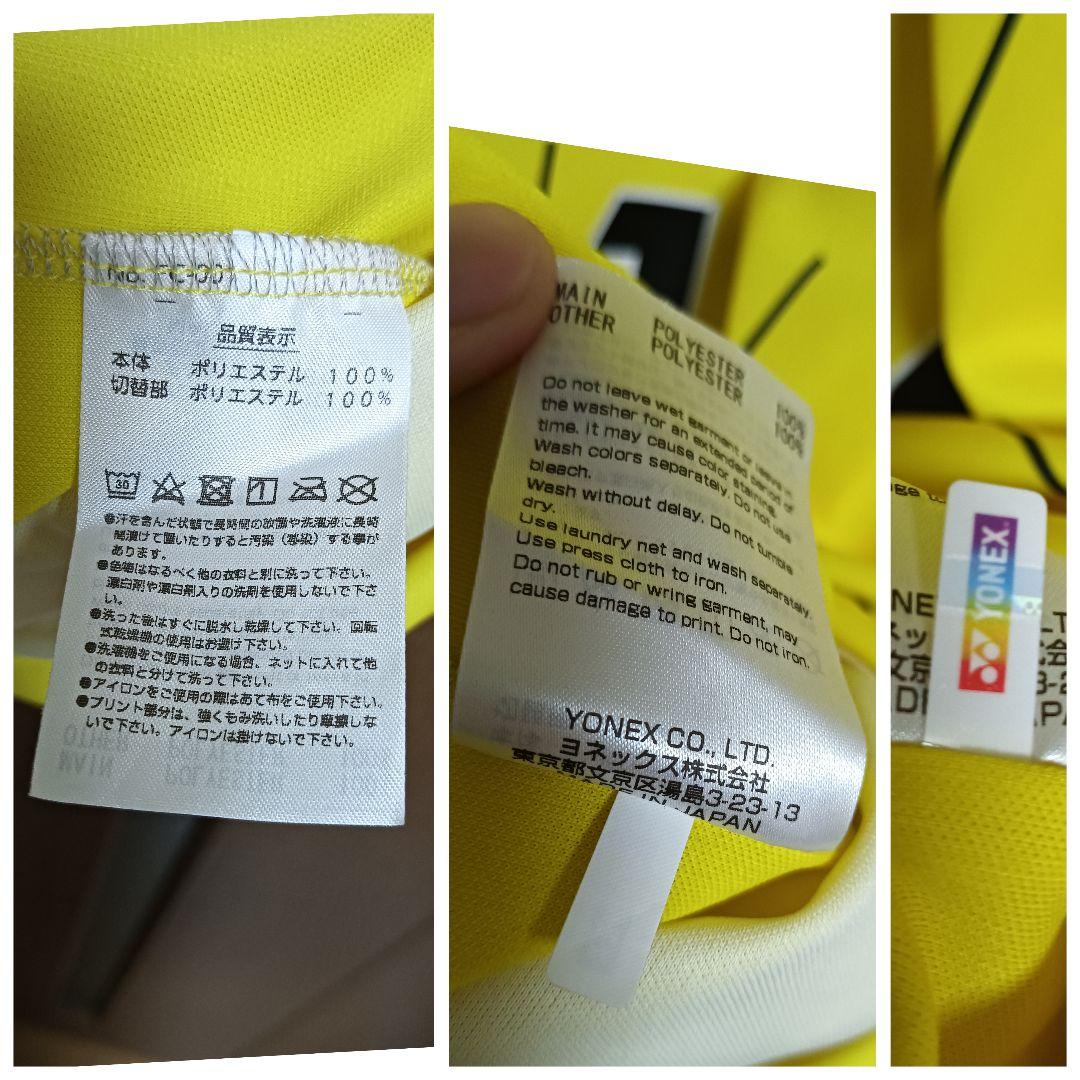 No.
品質表示
本体 ポリエステル 100%
切替部 ポリエステル 100%
30
●汗を含んだ状態で長時間の放置や洗濯液に長時
間漬けて置いたりすると汚染(移染)する事が
あります。
●色物はなるべく他の衣料と別に洗って下さい。
漂白剤や漂白剤入りの洗剤を使用しないで下さ
い。
●洗った後はすぐに脱水し乾燥して下さい。回転
式乾燥機の使用はお避け下さい。
●洗濯機をご使用になる場合、ネットに入れて他
の衣料と分けて洗って下さい。
●アイロンをご使用の際はあて布をご使用下さい。
●プリント部分は、強くもみ洗いしたり摩擦しな
いで下さい。アイロンは掛けないで下さい。
MAIN POLYESTER 100%
OTHER POLYESTER 100%
Do not leave wet garment or leave in
the washer for an extended period of
time. it may cause color staining.
Wash colors separately. Do not use
bleach.
Wash without delay. Do not tumble
dry.
Use laundry net and wash separately.
Use press cloth to iron.
Do not rub or wring garment, may
cause damage to print. Do not iron.
YONEX CO., LTD.
ヨネックス株式会社
東京都文京区湯島3-23-13
MADE IN JAPAN
YONEX